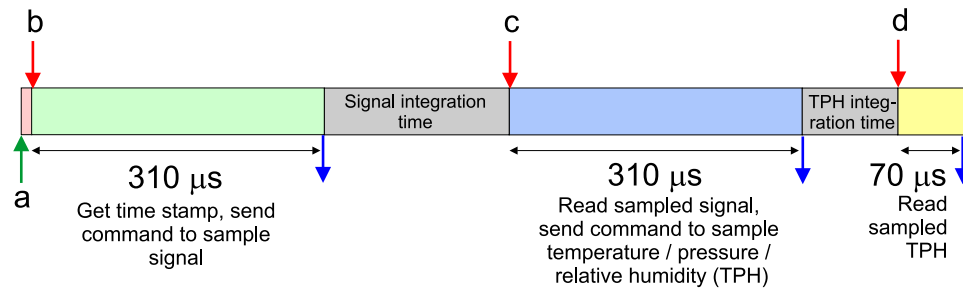 b
c
d
Signal integration
time
TPH integ-
ration time
a
310 μs
Get time stamp, send
command to sample
signal
310 μs
Read sampled signal,
send command to sample
temperature / pressure /
relative humidity (TPH)
70 μs
Read
sampled
TPH